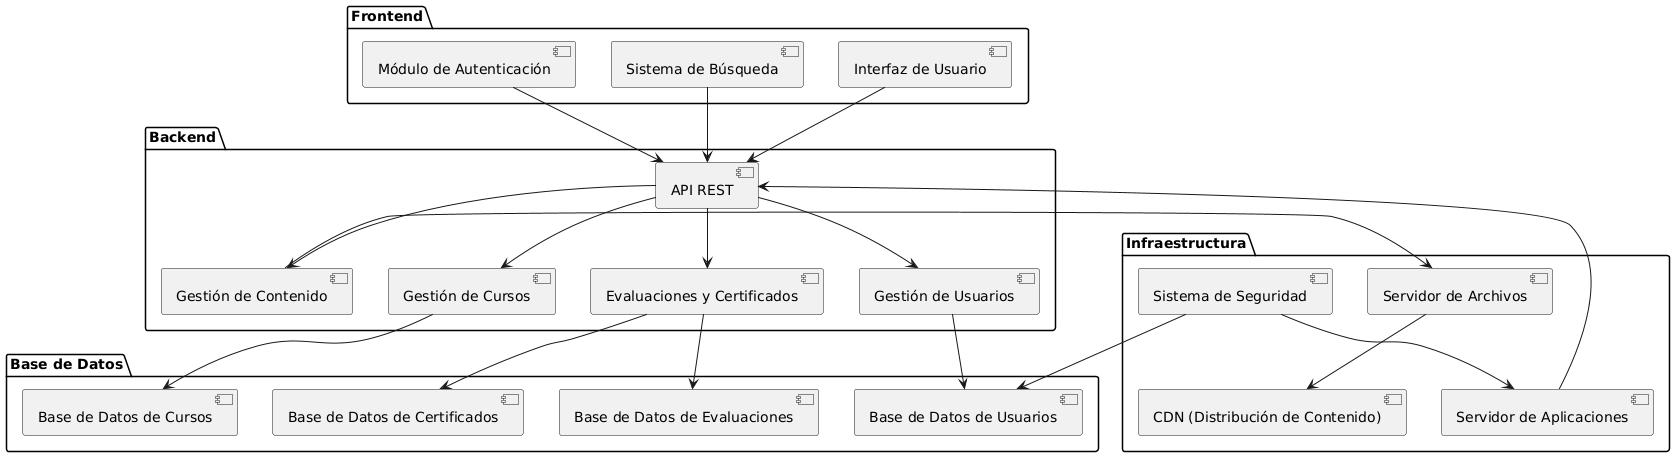 Frontend
Módulo de Autenticación
Sistema de Búsqueda
Interfaz de Usuario
Backend
API REST
Gestión de Contenido
Gestión de Cursos
Evaluaciones y Certificados
Gestión de Usuarios
Infraestructura
Sistema de Seguridad
Servidor de Archivos
CDN (Distribución de Contenido)
Servidor de Aplicaciones
Base de Datos
Base de Datos de Cursos
Base de Datos de Certificados
Base de Datos de Evaluaciones
Base de Datos de Usuarios